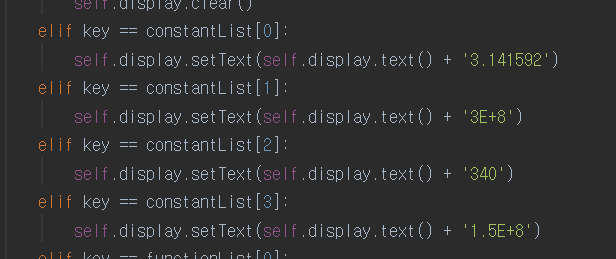 self.display.clear()
elif key == constantList[0]:
self.display.setText(self.display.text() + '3.141592')
elif key == constantList[1]:
self.display.setText(self.display.text() + '3E+8')
elif key == constantList[2]:
self.display.setText(self.display.text() + '340')
elif key == constantList[3]:
self.display.setText(self.display.text() + '1.5E+8')
elif key == functionList[0]: